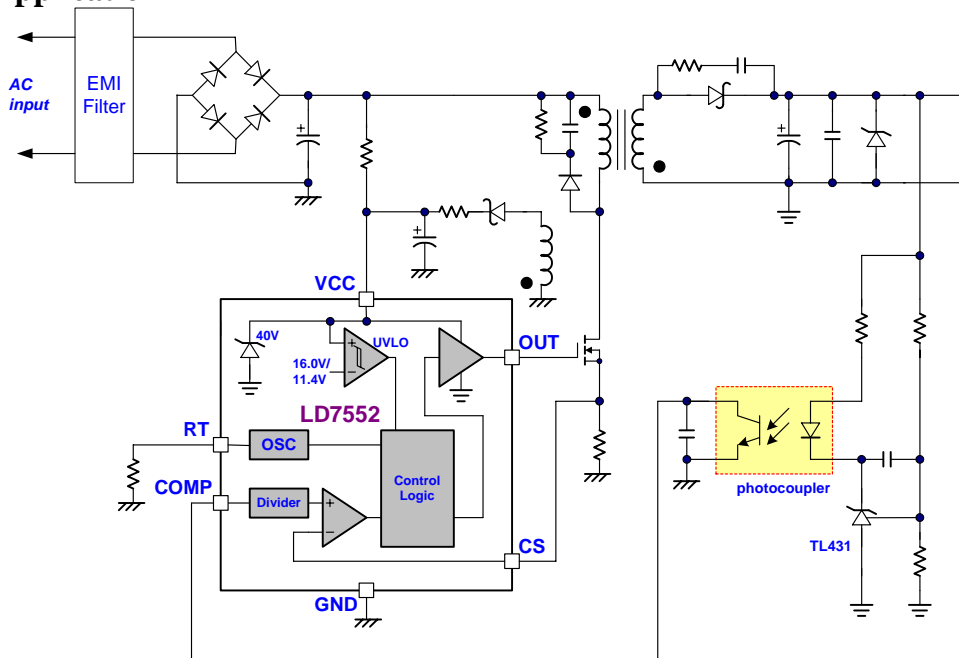 AC
input
EMI
Filter
VCC
40V
UVLO
16.0V/
11.4V
OUT
LD7552
RT
OSC
COMP
Divider
Control
Logic
CS
GND
photocoupler
TL431